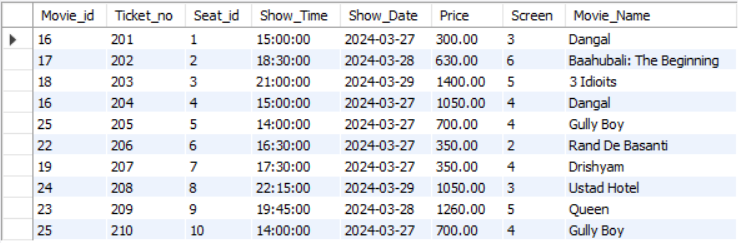 Movie_id Ticket_no Seat_id Show_Time Show_Date Price Screen Movie_Name
16 201 1 15:00:00 2024-03-27 300.00 3 Dangal
17 202 2 18:30:00 2024-03-28 630.00 6 Baahubali: The Beginning
18 203 3 21:00:00 2024-03-29 1400.00 5 3 Idioits
16 204 4 15:00:00 2024-03-27 1050.00 4 Dangal
25 205 5 14:00:00 2024-03-27 700.00 4 Gully Boy
22 206 6 16:30:00 2024-03-27 350.00 2 Rand De Basanti
19 207 7 17:30:00 2024-03-27 350.00 4 Drishyam
24 208 8 22:15:00 2024-03-29 1050.00 3 Ustad Hotel
23 209 9 19:45:00 2024-03-28 1260.00 5 Queen
25 210 10 14:00:00 2024-03-27 700.00 4 Gully Boy